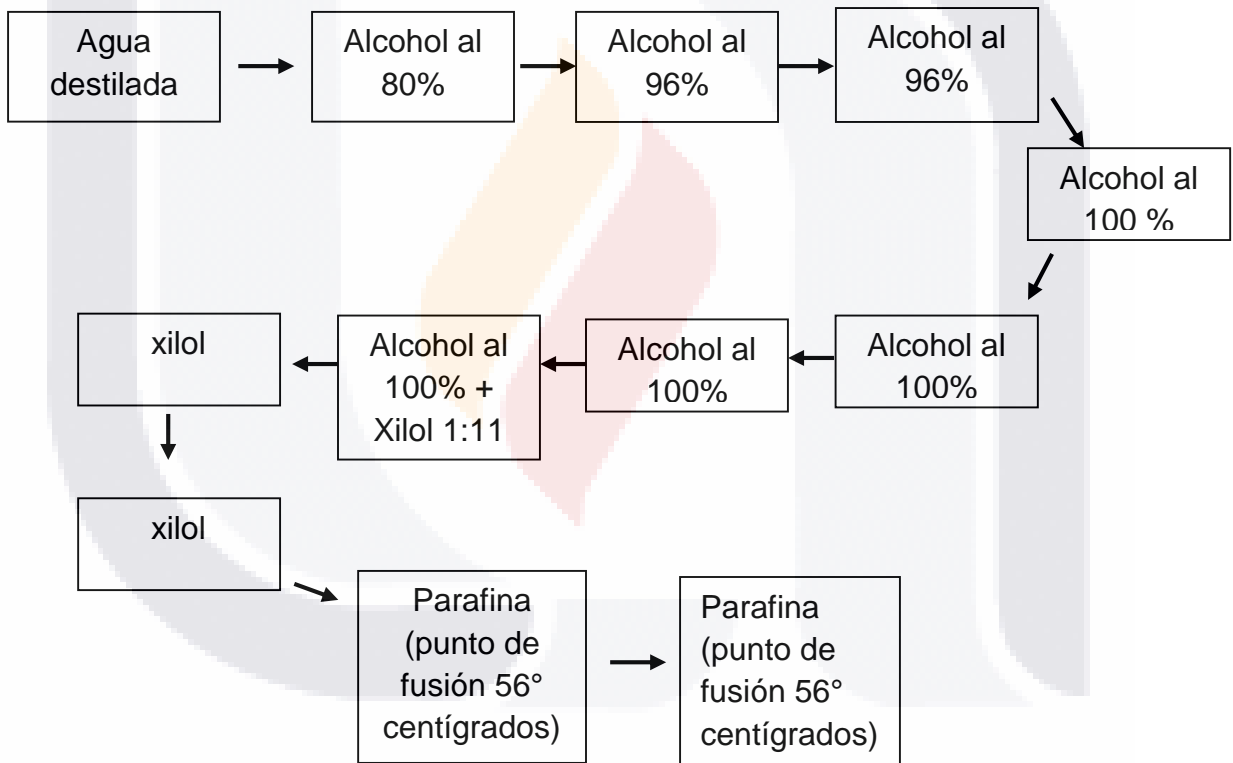 Agua
destilada
Alcohol al
80%
Alcohol al
96%
Alcohol al
96%
Alcohol al
100 %
Alcohol al
100%
Alcohol al
100%
Alcohol al
100% +
Xilol 1:11
xilol
xilol
Parafina
(punto de
fusión 56°
centígrados)
Parafina
(punto de
fusión 56°
centígrados)